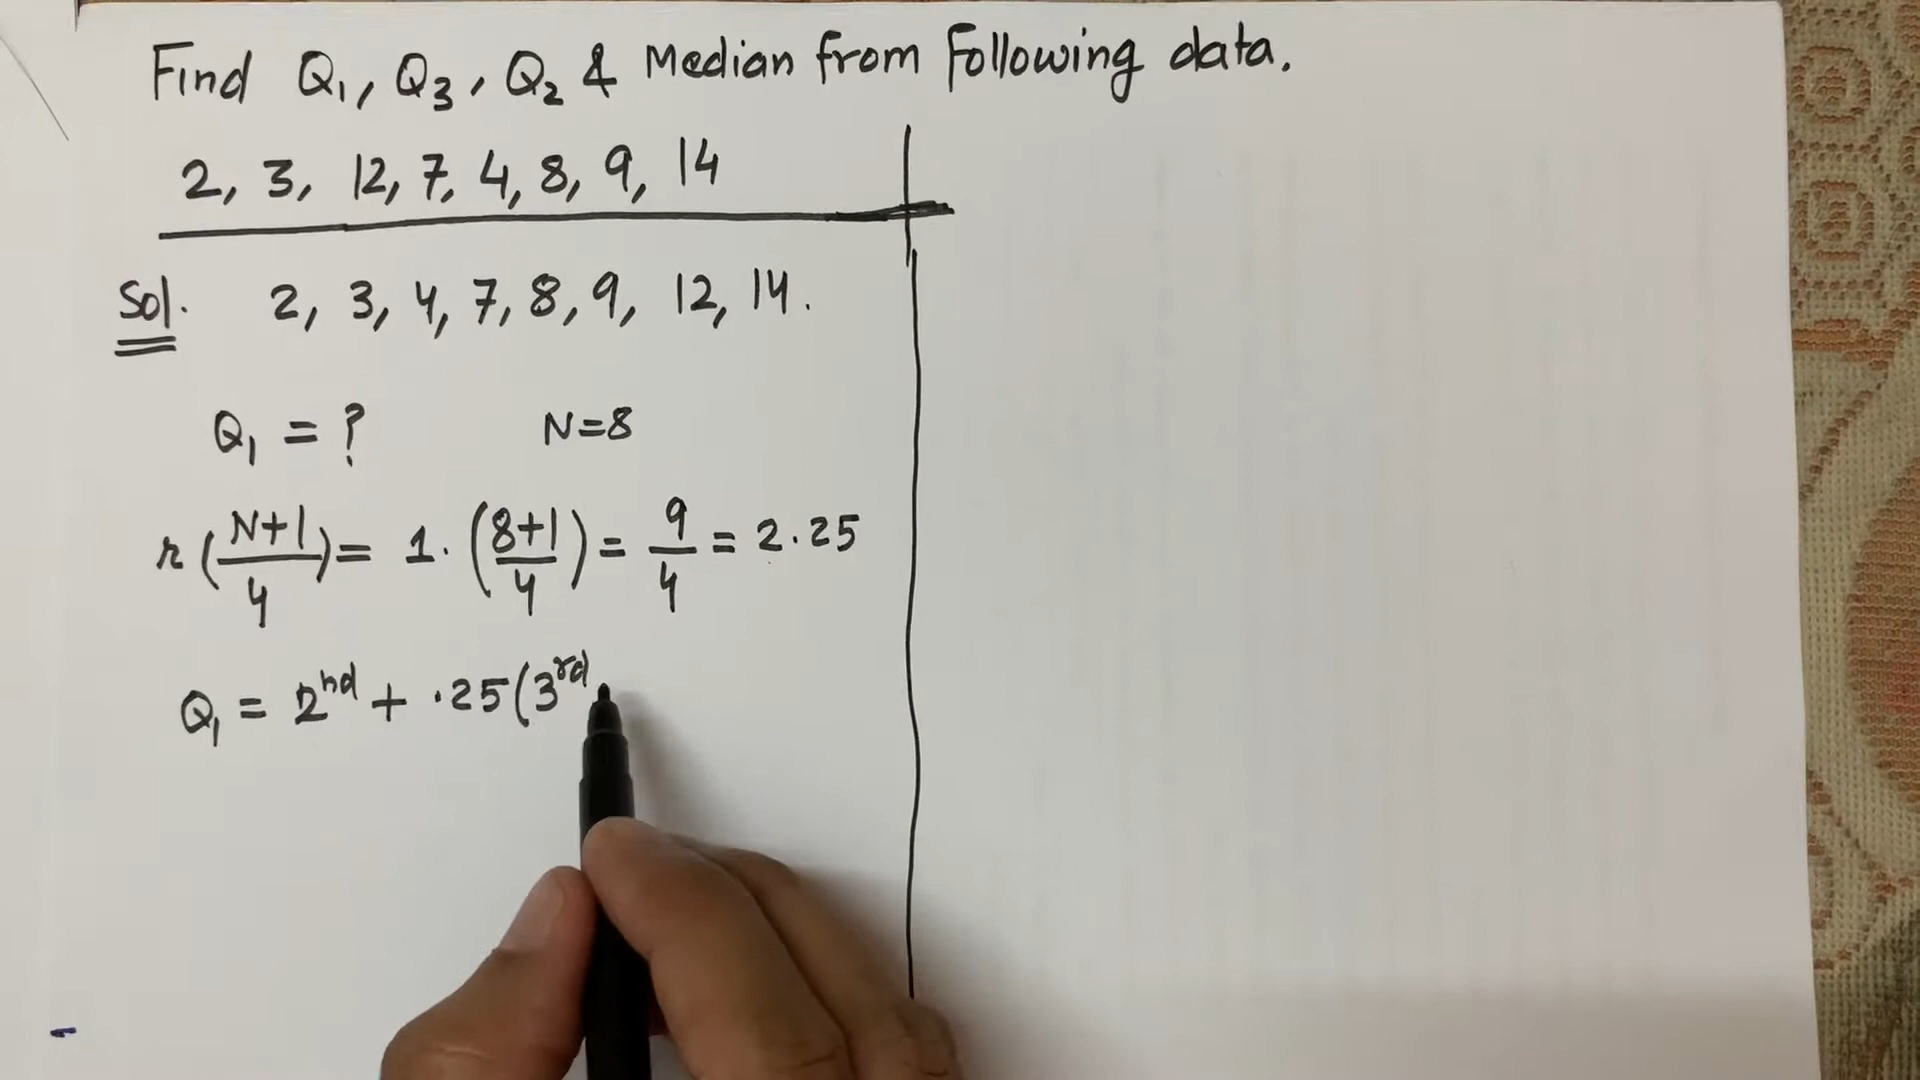 Find Q₁, Q₃, Q₂ & Median from Following data.
2, 3, 12, 7, 4, 8, 9, 14
Sol. 2, 3, 4, 7, 8, 9, 12, 14.
Q₁ = ? N=8
r(N+1/4) = 1.(8+1/4) = 9/4 = 2.25
Q₁ = 2ⁿᵈ + .25(3ʳᵈ